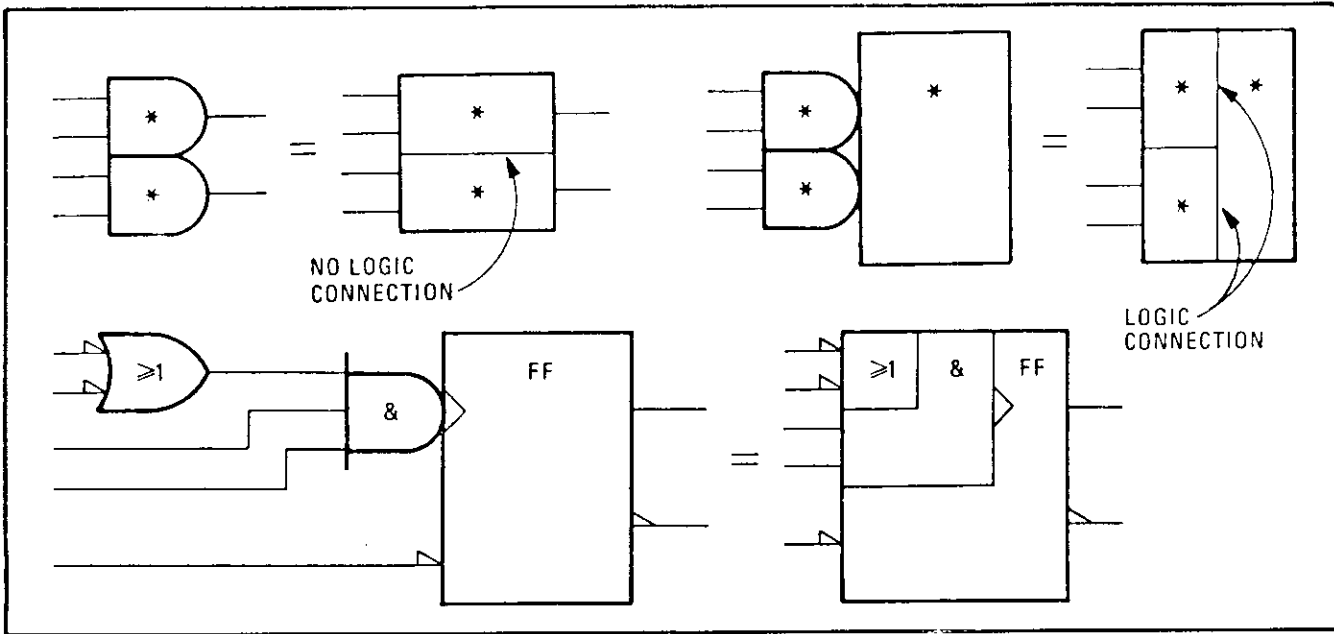 * = * *
* *
* = * *
* *
NO LOGIC
CONNECTION
LOGIC
CONNECTION
≥1 & FF = ≥1 & FF